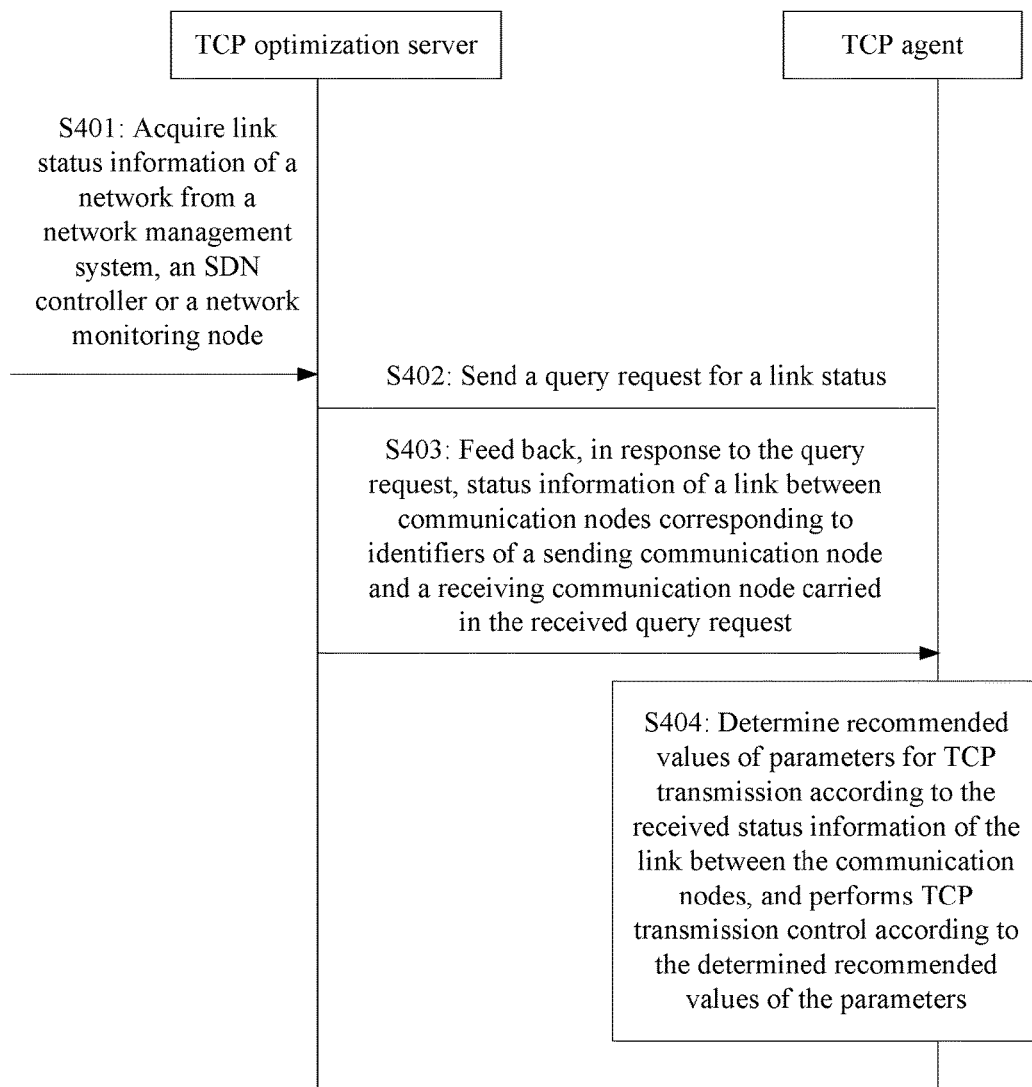 TCP optimization server
TCP agent
S401: Acquire link
status information of a
network from a
network management
system, an SDN
controller or a network
monitoring node
S402: Send a query request for a link status
S403: Feed back, in response to the query
request, status information of a link between
communication nodes corresponding to
identifiers of a sending communication node
and a receiving communication node carried
in the received query request
S404: Determine recommended
values of parameters for TCP
transmission according to the
received status information of the
link between the communication
nodes, and performs TCP
transmission control according to
the determined recommended
values of the parameters